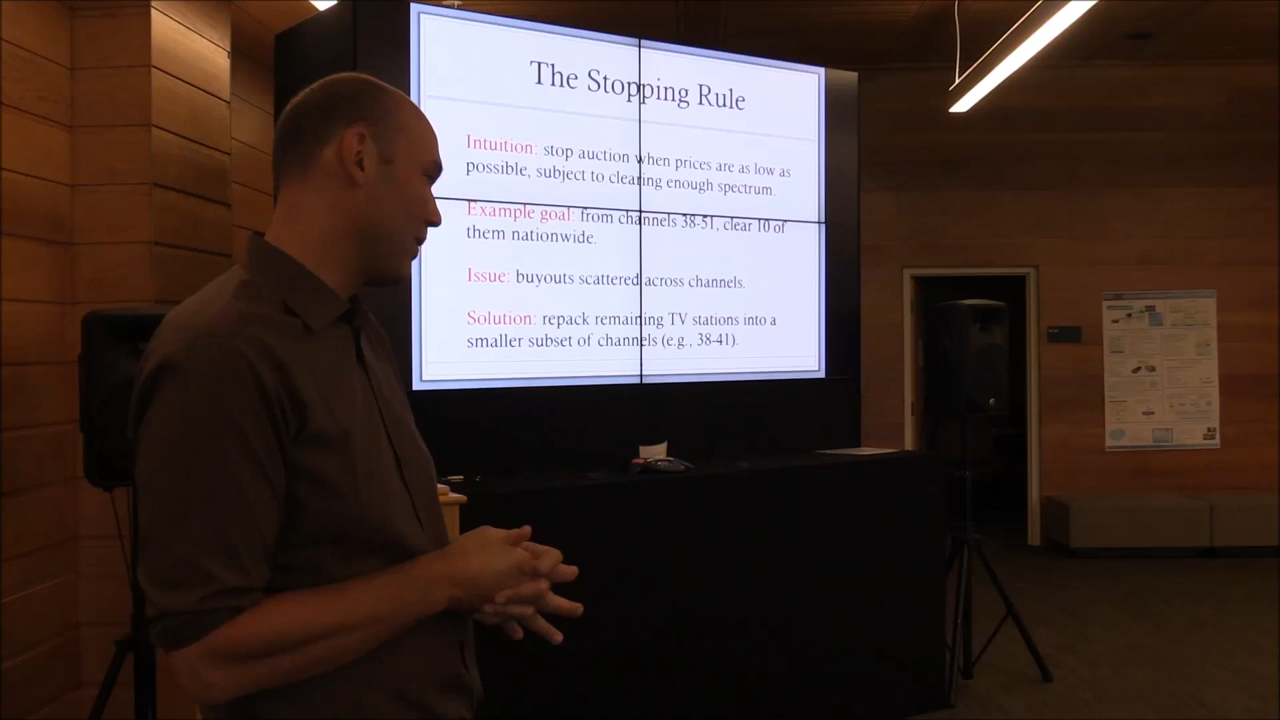 The Stopping Rule
Intuition: stop auction when prices are as low as
possible, subject to clearing enough spectrum.
Example goal: from channels 38-51, clear 10 of
them nationwide.
Issue: buyouts scattered across channels.
Solution: repack remaining TV stations into a
smaller subset of channels (e.g., 38-41).